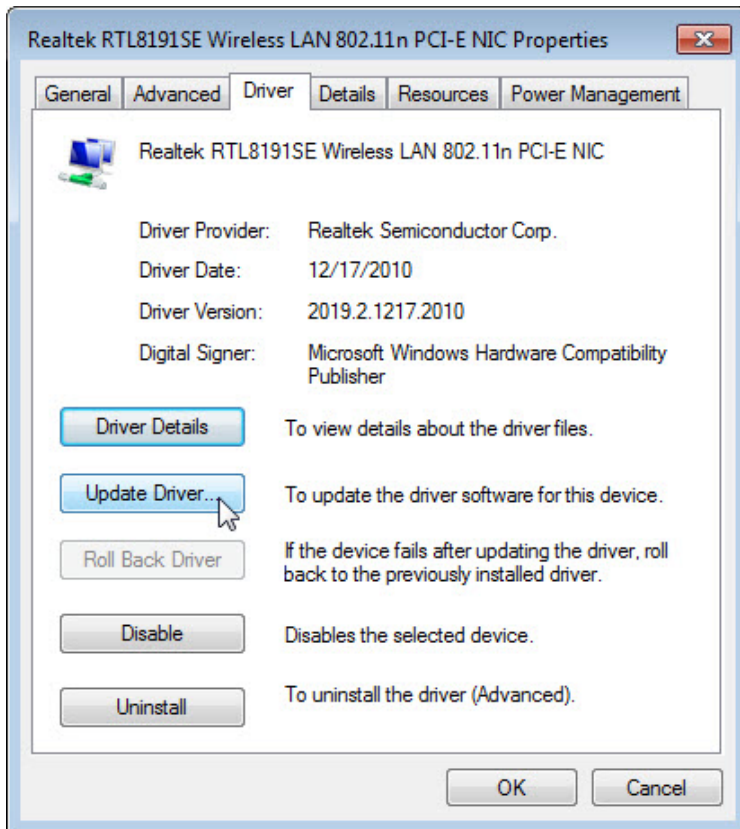 Realtek RTL8191SE Wireless LAN 802.11n PCI-E NIC Properties
General Advanced Driver Details Resources Power Management
Realtek RTL8191SE Wireless LAN 802.11n PCI-E NIC
Driver Provider: Realtek Semiconductor Corp.
Driver Date: 12/17/2010
Driver Version: 2019.2.1217.2010
Digital Signer: Microsoft Windows Hardware Compatibility
Publisher
Driver Details To view details about the driver files.
Update Driver... To update the driver software for this device.
Roll Back Driver If the device fails after updating the driver, roll
back to the previously installed driver.
Disable Disables the selected device.
Uninstall To uninstall the driver (Advanced).
OK Cancel